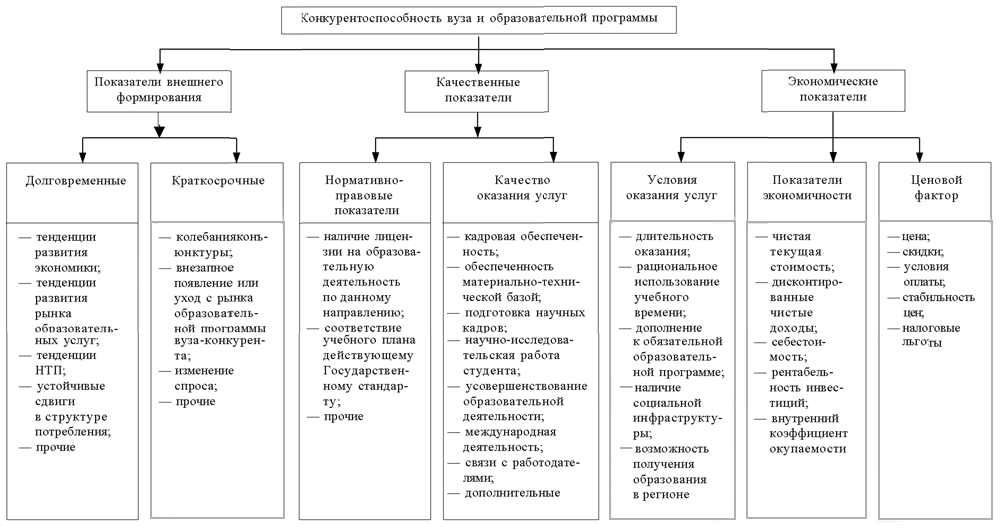 Конкурентоспособность вуза и образовательной программы
Показатели внешнего
формирования
Качественные
показатели
Экономические
показатели
Долговременные
Краткосрочные
Нормативно-
правовые
показатели
Качество
оказания услуг
Условия
оказания услуг
Показатели
экономичности
Ценовой
фактор
— тенденции
развития
экономики;
— тенденции
развития
рынка
образователь-
ных услуг;
— тенденции
НТП;
— устойчивые
сдвиги
в структуре
потребления;
— прочие
— колебанияконъ-
юнктуры;
— внезапное
появление или
уход с рынка
образователь-
ной программы
вуза-конкурен-
та;
— изменение
спроса;
— прочие
— наличие лицен-
зии на образова-
тельную
деятельность
по данному
направлению;
— соответствие
учебного плана
действующему
Государствен-
ному стандар-
ту;
— прочие
— кадровая обеспечен-
ность;
— обеспеченность
материально-техни-
ческой базой;
— подготовка научных
кадров;
— научно-исследова-
тельская работа
студента;
— усовершенствование
образовательной
деятельности;
— международная
деятельность;
— связи с работодате-
лями;
— дополнительные
— длительность
оказания;
— рациональное
использование
учебного
времени;
— дополнение
к обязательной
образователь-
ной программе;
— наличие
социальной
инфраструкту-
ры;
— возможность
получения
образования
в регионе
— чистая
текущая
стоимость;
— дисконтиро-
ванные
чистые
доходы;
— себестои-
мость;
— рентабель-
ность инвес-
тиций;
— внутренний
коэффициент
окупаемости
— цена;
— скидки;
— условия
оплаты;
— стабильность
цен;
— налоговые
льготы